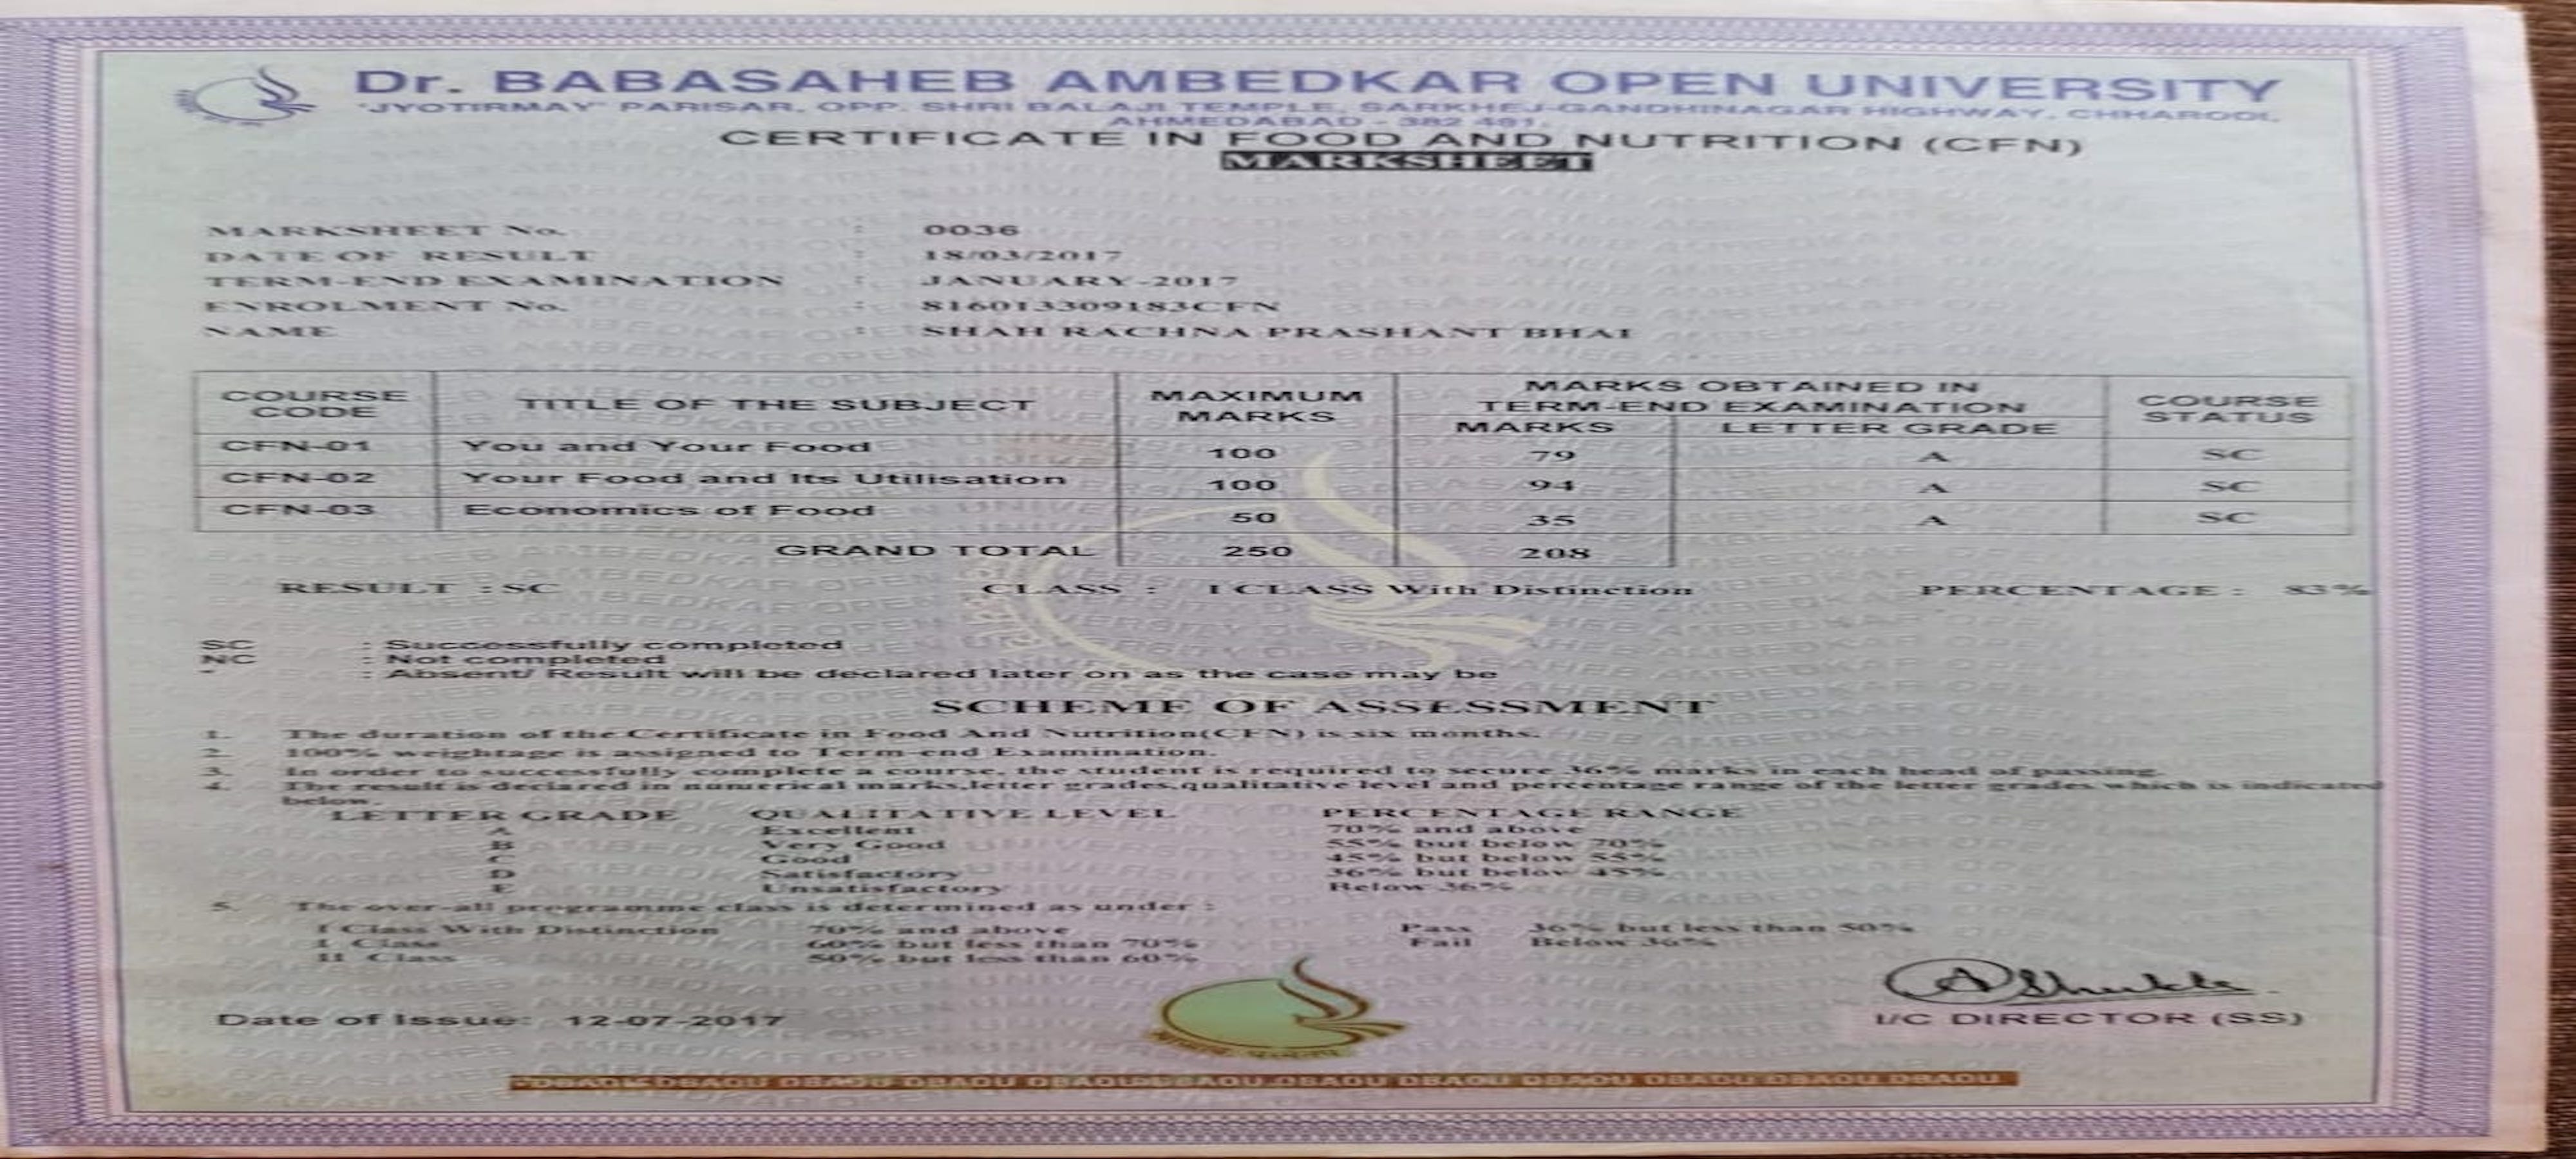 Dr. BABASAHEB AMBEDKAR OPEN UNIVERSITY
'JYOTIRMAY' PARISAR, OPP. SHRI BALAJI TEMPLE, SARKHEJ-GANDHINAGAR HIGHWAY, CHHARODI,
AHMEDABAD - 382 481.
CERTIFICATE IN FOOD AND NUTRITION (CFN)
MARKSHEET
MARKSHEET No. : 0036
DATE OF RESULT : 18/03/2017
TERM-END EXAMINATION : JANUARY-2017
ENROLMENT No. : 816013309183CFN
NAME : SHAH RACHNA PRASHANT BHAI
COURSE CODE TITLE OF THE SUBJECT MAXIMUM MARKS MARKS OBTAINED IN TERM-END EXAMINATION COURSE STATUS
MARKS LETTER GRADE
CFN-01 You and Your Food 100 79 A SC
CFN-02 Your Food and Its Utilisation 100 94 A SC
CFN-03 Economics of Food 50 35 A SC
GRAND TOTAL 250 208
RESULT : SC CLASS : I CLASS With Distinction PERCENTAGE : 83%
SC : Successfully completed
NC : Not completed
- : Absent/ Result will be declared later on as the case may be
SCHEME OF ASSESSMENT
1. The duration of the Certificate in Food And Nutrition(CFN) is six months.
2. 100% weightage is assigned to Term-end Examination.
3. In order to successfully complete a course, the student is required to secure 36% marks in each head of passing.
4. The result is declared in numerical marks,letter grades,qualitative level and percentage range of the letter grades which is indicated
below.
LETTER GRADE QUALITATIVE LEVEL PERCENTAGE RANGE
A Excellent 70% and above
B Very Good 55% but below 70%
C Good 45% but below 55%
D Satisfactory 36% but below 45%
E Unsatisfactory Below 36%
5. The over-all programme class is determined as under :
I Class With Distinction 70% and above Pass 36% but less than 50%
I Class 60% but less than 70% Fail Below 36%
II Class 50% but less than 60%
A Shukla
Date of Issue: 12-07-2017 I/C DIRECTOR (SS)
DBAOU DBAOU DBAOU DBAOU DBAOU DBAOU DBAOU DBAOU DBAOU DBAOU DBAOU DBAOU